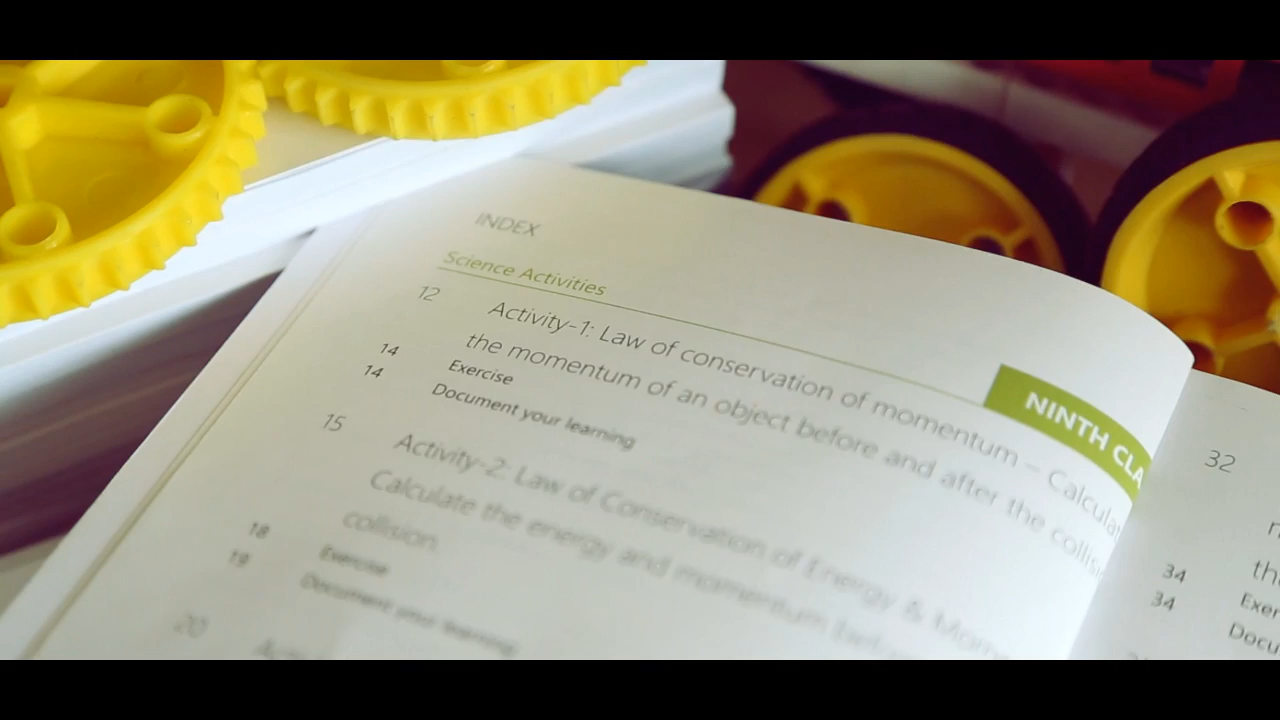 INDEX
Science Activities
NINTH CLA
12 Activity-1: Law of conservation of momentum – Calcula
the momentum of an object before and after the collis
14 Exercise
14 Document your learning
15 Activity-2: Law of Conservation of Energy & Mom
Calculate the energy and momentum
collision.
18 Exercise
19 Document your learning
20
32
34 Exer
34 Docu